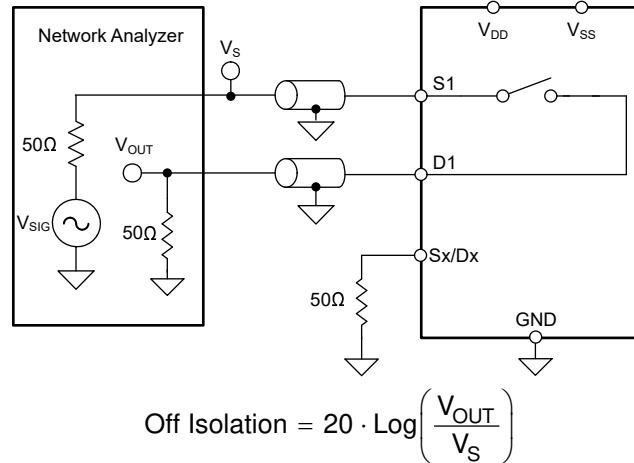 Network Analyzer
V_S
V_DD
V_SS
S1
50Ω
V_OUT
D1
V_SIG
50Ω
Sx/Dx
50Ω
GND
Off Isolation = 20 · Log(V_OUT / V_S)